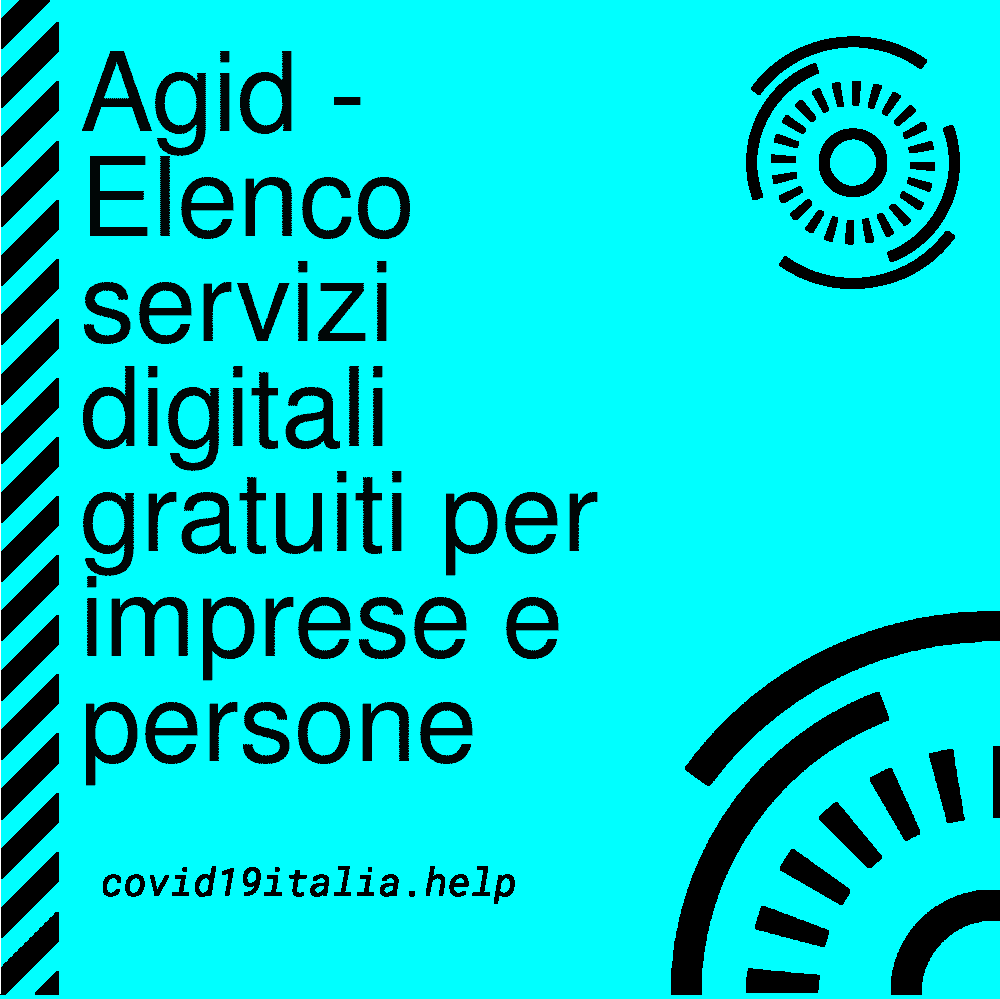 Agid -
Elenco
servizi
digitali
gratuiti per
imprese e
persone
covid19italia.help